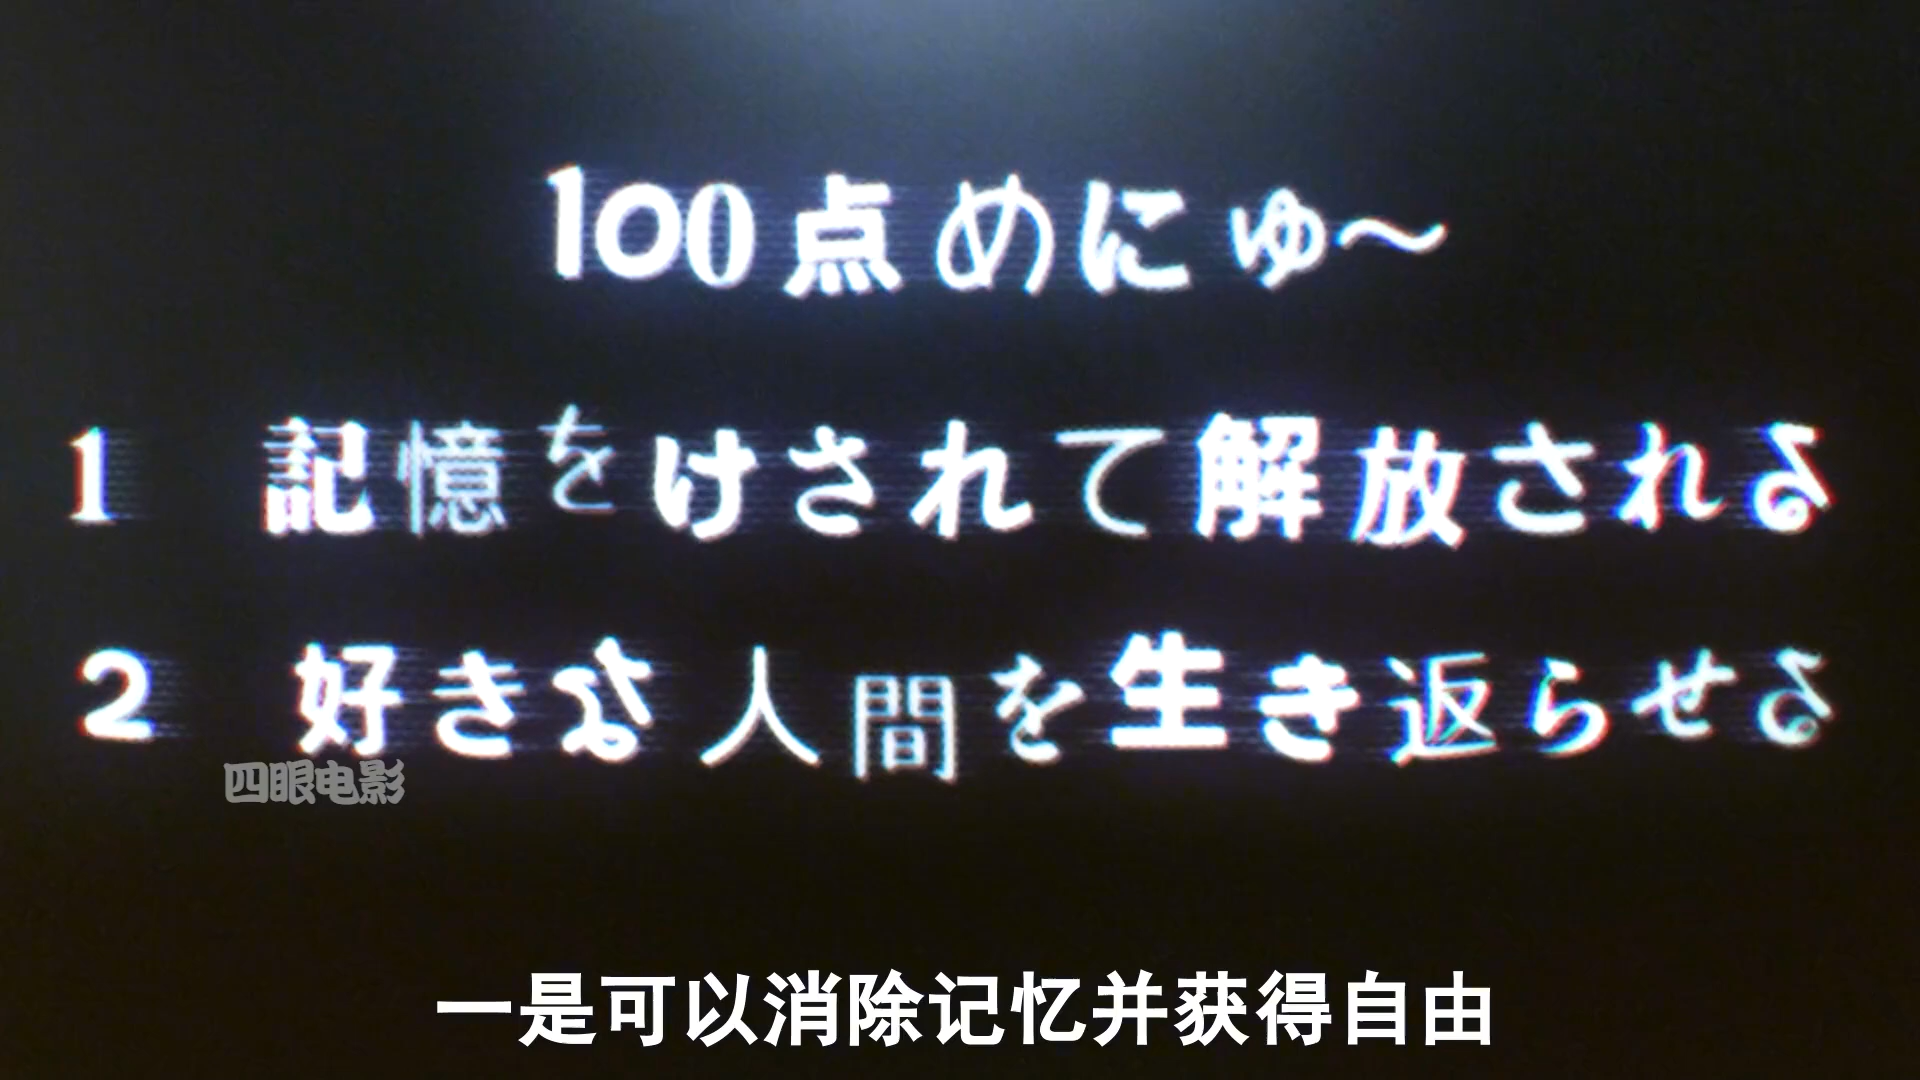 100点めにゅ～
1 記憶をけされて解放される
2 好きな人間を生き返らせる
四眼电影
一是可以消除记忆并获得自由